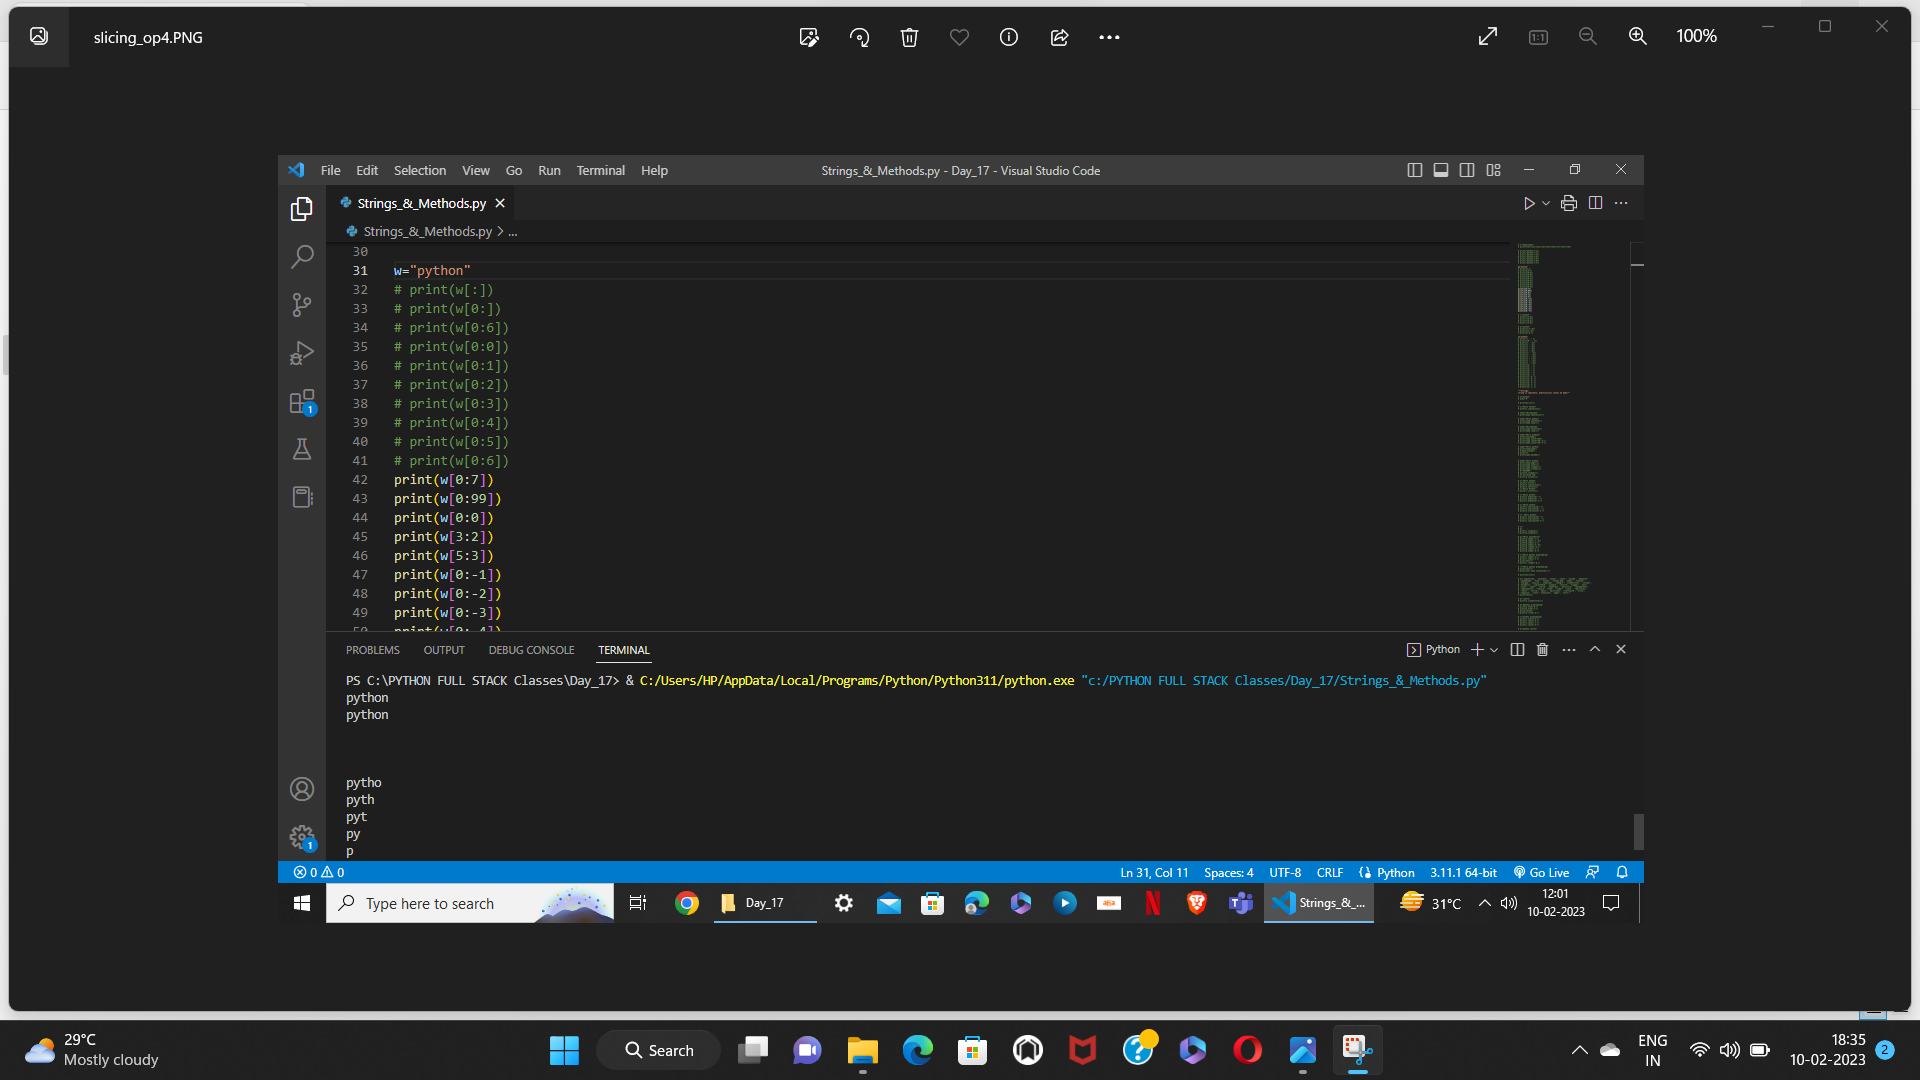 slicing_op4.PNG
100%
File Edit Selection View Go Run Terminal Help
Strings_&_Methods.py - Day_17 - Visual Studio Code
Strings_&_Methods.py
Strings_&_Methods.py > ...
30
31 w="python"
32 # print(w[:])
33 # print(w[0:])
34 # print(w[0:6])
35 # print(w[0:0])
36 # print(w[0:1])
37 # print(w[0:2])
38 # print(w[0:3])
39 # print(w[0:4])
40 # print(w[0:5])
41 # print(w[0:6])
42 print(w[0:7])
43 print(w[0:99])
44 print(w[0:0])
45 print(w[3:2])
46 print(w[5:3])
47 print(w[0:-1])
48 print(w[0:-2])
49 print(w[0:-3])
50 print(w[0:-4])
PROBLEMS OUTPUT DEBUG CONSOLE TERMINAL
Python
PS C:\PYTHON FULL STACK Classes\Day_17> & C:/Users/HP/AppData/Local/Programs/Python/Python311/python.exe "c:/PYTHON FULL STACK Classes/Day_17/Strings_&_Methods.py"
python
python
pytho
pyth
pyt
py
p
0 0
Ln 31, Col 11 Spaces: 4 UTF-8 CRLF Python 3.11.1 64-bit Go Live
Type here to search
Day_17
Strings_&_...
31°C
12:01
10-02-2023
29°C
Mostly cloudy
Search
ENG
IN
18:35
10-02-2023
2